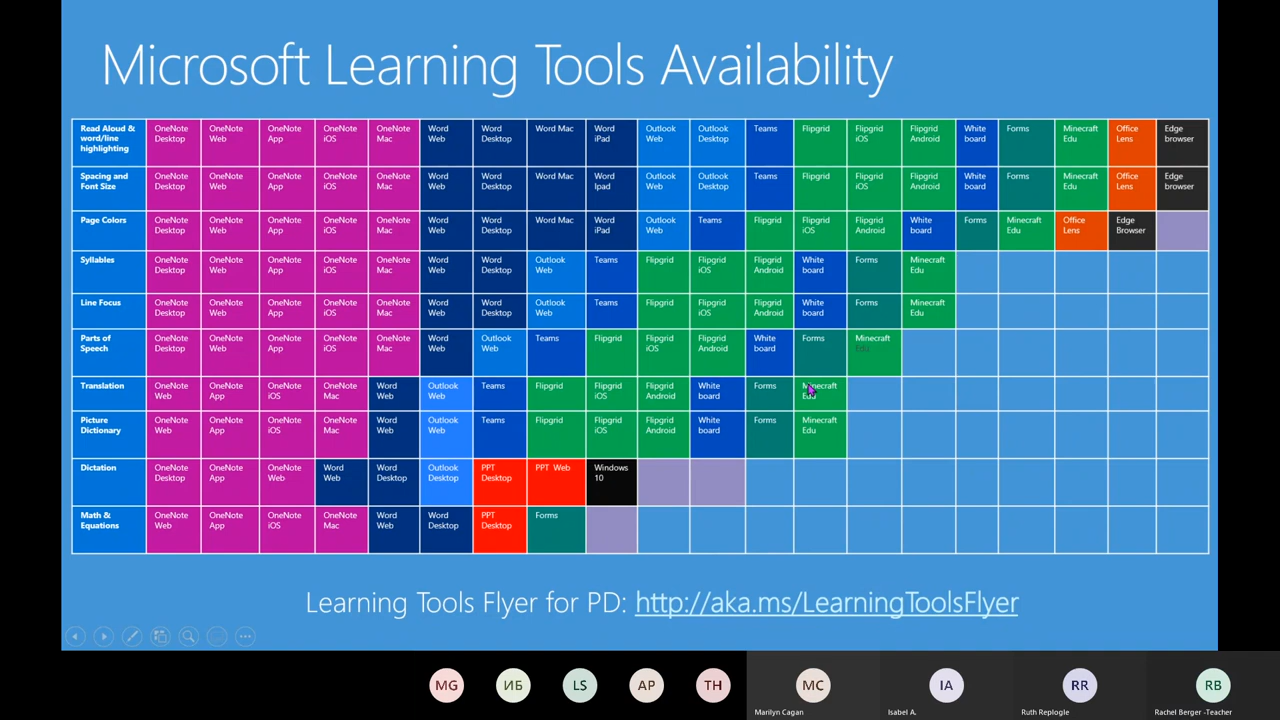 Microsoft Learning Tools Availability
Read Aloud & word/line highlighting OneNote Desktop OneNote Web OneNote App OneNote iOS OneNote Mac Word Web Word Desktop Word Mac Word iPad Outlook Web Outlook Desktop Teams Flipgrid Flipgrid iOS Flipgrid Android White board Forms Minecraft Edu Office Lens Edge browser
Spacing and Font Size OneNote Desktop OneNote Web OneNote App OneNote iOS OneNote Mac Word Web Word Desktop Word Mac Word Ipad Outlook Web Outlook Desktop Teams Flipgrid Flipgrid iOS Flipgrid Android White board Forms Minecraft Edu Office Lens Edge browser
Page Colors OneNote Desktop OneNote Web OneNote App OneNote iOS OneNote Mac Word Web Word Desktop Word Mac Word iPad Outlook Web Teams Flipgrid Flipgrid iOS Flipgrid Android White board Forms Minecraft Edu Office Lens Edge Browser
Syllables OneNote Desktop OneNote Web OneNote App OneNote iOS OneNote Mac Word Web Word Desktop Outlook Web Teams Flipgrid Flipgrid iOS Flipgrid Android White board Forms Minecraft Edu
Line Focus OneNote Desktop OneNote Web OneNote App OneNote iOS OneNote Mac Word Web Word Desktop Outlook Web Teams Flipgrid Flipgrid iOS Flipgrid Android White board Forms Minecraft Edu
Parts of Speech OneNote Desktop OneNote Web OneNote App OneNote iOS OneNote Mac Word Web Outlook Web Teams Flipgrid Flipgrid iOS Flipgrid Android White board Forms Minecraft Edu
Translation OneNote Web OneNote App OneNote iOS OneNote Mac Word Web Outlook Web Teams Flipgrid Flipgrid iOS Flipgrid Android White board Forms Minecraft Edu
Picture Dictionary OneNote Web OneNote App OneNote iOS OneNote Mac Word Web Outlook Web Teams Flipgrid Flipgrid iOS Flipgrid Android White board Forms Minecraft Edu
Dictation OneNote Desktop OneNote App OneNote Web Word Web Word Desktop Outlook Desktop PPT Desktop PPT Web Windows 10
Math & Equations OneNote Web OneNote App OneNote iOS OneNote Mac Word Web Word Desktop PPT Desktop Forms
Learning Tools Flyer for PD: http://aka.ms/LearningToolsFlyer
MG ИБ LS AP TH MC IA RR RB
Marilyn Cagan Isabel A. Ruth Replogle Rachel Berger -Teacher